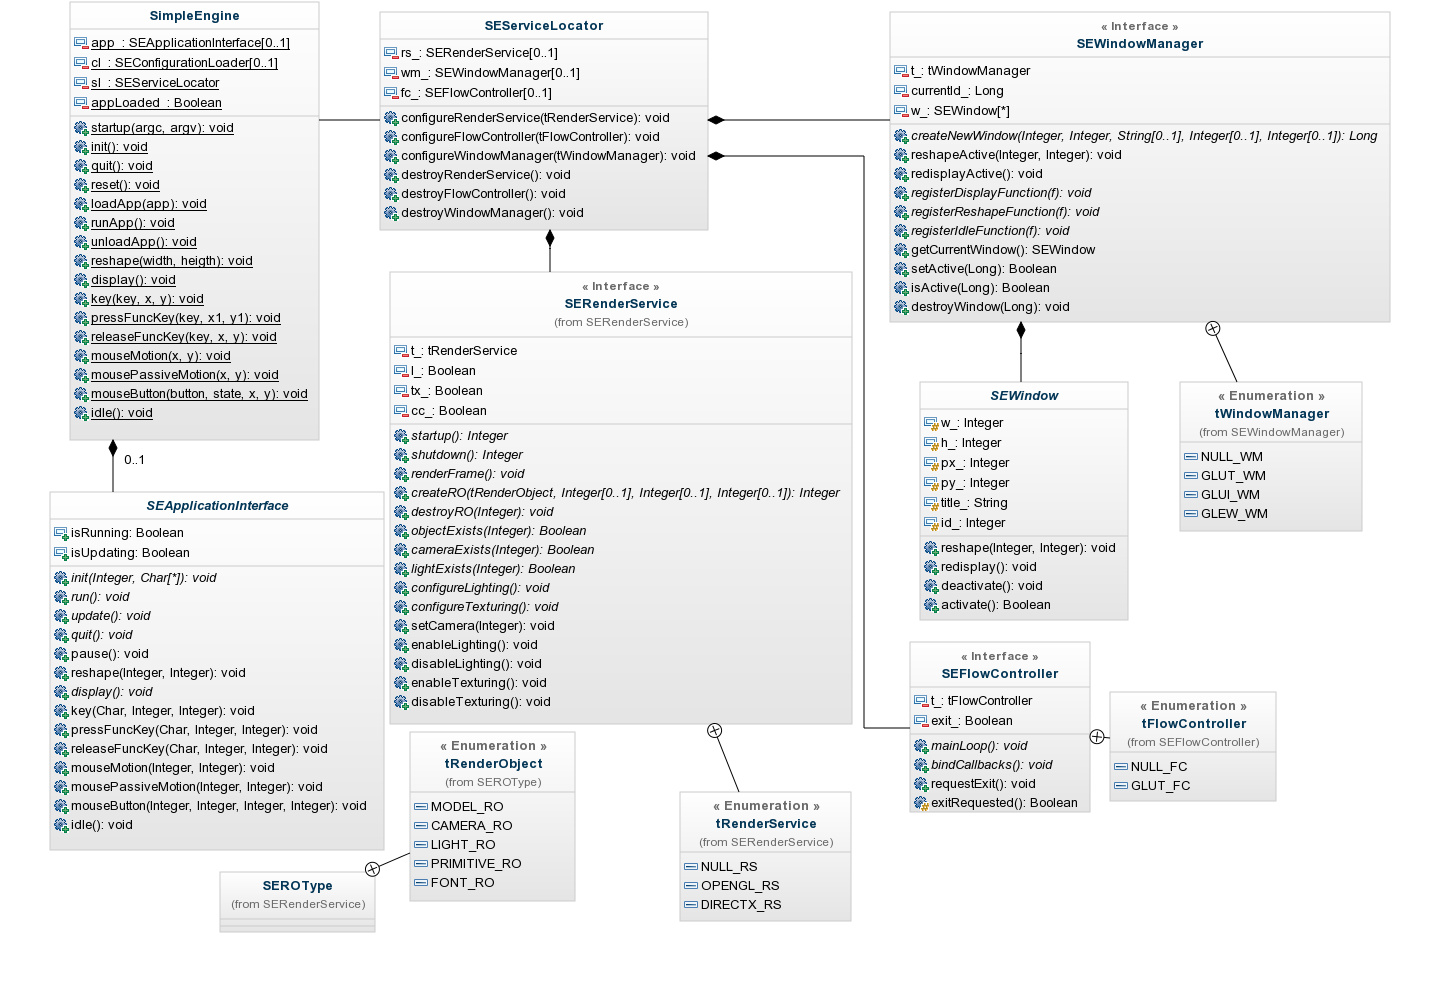 SimpleEngine
app_: SEApplicationInterface[0..1]
cl_: SEConfigurationLoader[0..1]
sl_: SEServiceLocator
appLoaded_: Boolean
startup(argc, argv): void
init(): void
quit(): void
reset(): void
loadApp(app): void
runApp(): void
unloadApp(): void
reshape(width, heigth): void
display(): void
key(key, x, y): void
pressFuncKey(key, x1, y1): void
releaseFuncKey(key, x, y): void
mouseMotion(x, y): void
mousePassiveMotion(x, y): void
mouseButton(button, state, x, y): void
idle(): void
0..1
SEApplicationInterface
isRunning: Boolean
isUpdating: Boolean
init(Integer, Char[*]): void
run(): void
update(): void
quit(): void
pause(): void
reshape(Integer, Integer): void
display(): void
key(Char, Integer, Integer): void
pressFuncKey(Char, Integer, Integer): void
releaseFuncKey(Char, Integer, Integer): void
mouseMotion(Integer, Integer): void
mousePassiveMotion(Integer, Integer): void
mouseButton(Integer, Integer, Integer, Integer): void
idle(): void
SEServiceLocator
rs_: SERenderService[0..1]
wm_: SEWindowManager[0..1]
fc_: SEFlowController[0..1]
configureRenderService(tRenderService): void
configureFlowController(tFlowController): void
configureWindowManager(tWindowManager): void
destroyRenderService(): void
destroyFlowController(): void
destroyWindowManager(): void
« Interface »
SERenderService
(from SERenderService)
t_: tRenderService
l_: Boolean
tx_: Boolean
cc_: Boolean
startup(): Integer
shutdown(): Integer
renderFrame(): void
createRO(tRenderObject, Integer[0..1], Integer[0..1], Integer[0..1]): Integer
destroyRO(Integer): void
objectExists(Integer): Boolean
cameraExists(Integer): Boolean
lightExists(Integer): Boolean
configureLighting(): void
configureTexturing(): void
setCamera(Integer): void
enableLighting(): void
disableLighting(): void
enableTexturing(): void
disableTexturing(): void
« Interface »
SEWindowManager
t_: tWindowManager
currentId_: Long
w_: SEWindow[*]
createNewWindow(Integer, Integer, String[0..1], Integer[0..1], Integer[0..1]): Long
reshapeActive(Integer, Integer): void
redisplayActive(): void
registerDisplayFunction(f): void
registerReshapeFunction(f): void
registerIdleFunction(f): void
getCurrentWindow(): SEWindow
setActive(Long): Boolean
isActive(Long): Boolean
destroyWindow(Long): void
SEWindow
w_: Integer
h_: Integer
px_: Integer
py_: Integer
title_: String
id_: Integer
reshape(Integer, Integer): void
redisplay(): void
deactivate(): void
activate(): Boolean
« Enumeration »
tWindowManager
(from SEWindowManager)
NULL_WM
GLUT_WM
GLUI_WM
GLEW_WM
« Interface »
SEFlowController
t_: tFlowController
exit_: Boolean
mainLoop(): void
bindCallbacks(): void
requestExit(): void
exitRequested(): Boolean
« Enumeration »
tFlowController
(from SEFlowController)
NULL_FC
GLUT_FC
« Enumeration »
tRenderObject
(from SEROType)
MODEL_RO
CAMERA_RO
LIGHT_RO
PRIMITIVE_RO
FONT_RO
« Enumeration »
tRenderService
(from SERenderService)
NULL_RS
OPENGL_RS
DIRECTX_RS
SEROType
(from SERenderService)